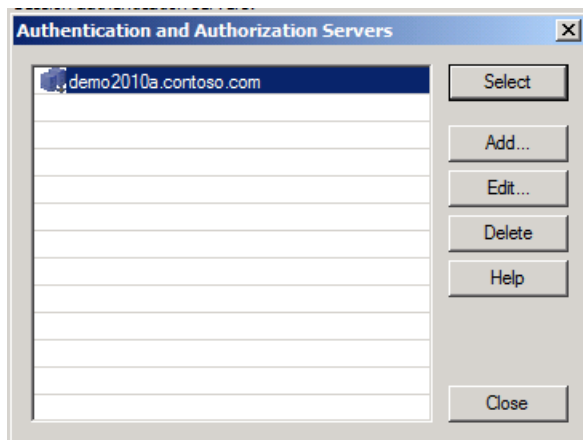 Authentication and Authorization Servers
demo2010a.contoso.com
Select
Add...
Edit...
Delete
Help
Close